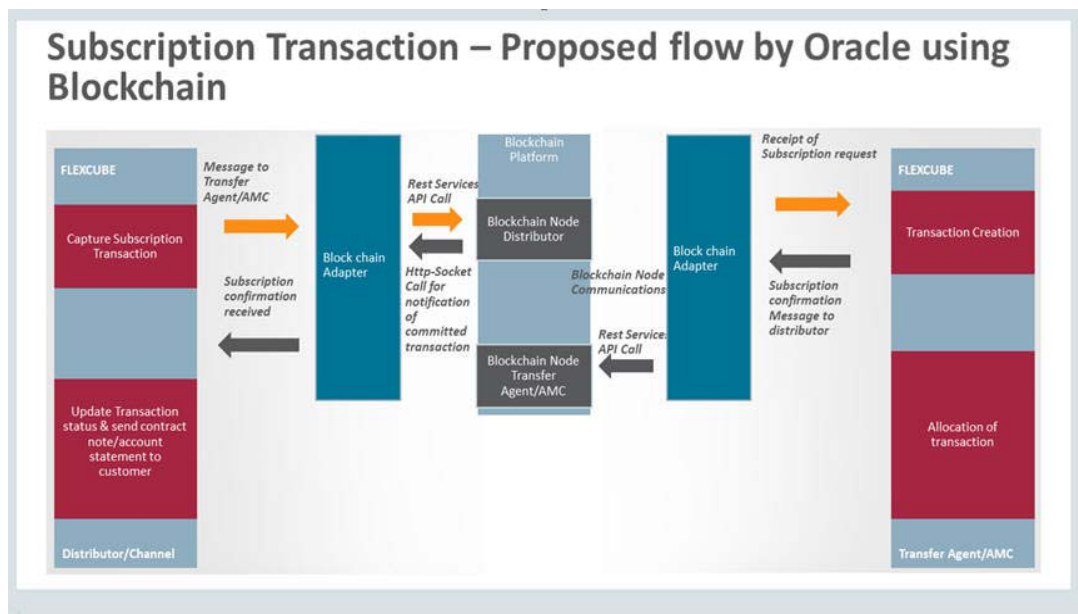 Subscription Transaction – Proposed flow by Oracle using
Blockchain
FLEXCUBE
Capture Subscription
Transaction
Update Transaction
status & send contract
note/account
statement to
customer
Distributor/Channel
Message to
Transfer
Agent/AMC
Subscription
confirmation
received
Block chain
Adapter
Rest Services
API Call
Http-Socket
Call for
notification
of
committed
transaction
Blockchain
Platform
Blockchain Node
Distributor
Blockchain Node
Communications
Rest Services
API Call
Blockchain Node
Transfer
Agent/AMC
Block chain
Adapter
Receipt of
Subscription request
Subscription
confirmation
Message to
distributor
FLEXCUBE
Transaction Creation
Allocation of
transaction
Transfer Agent/AMC